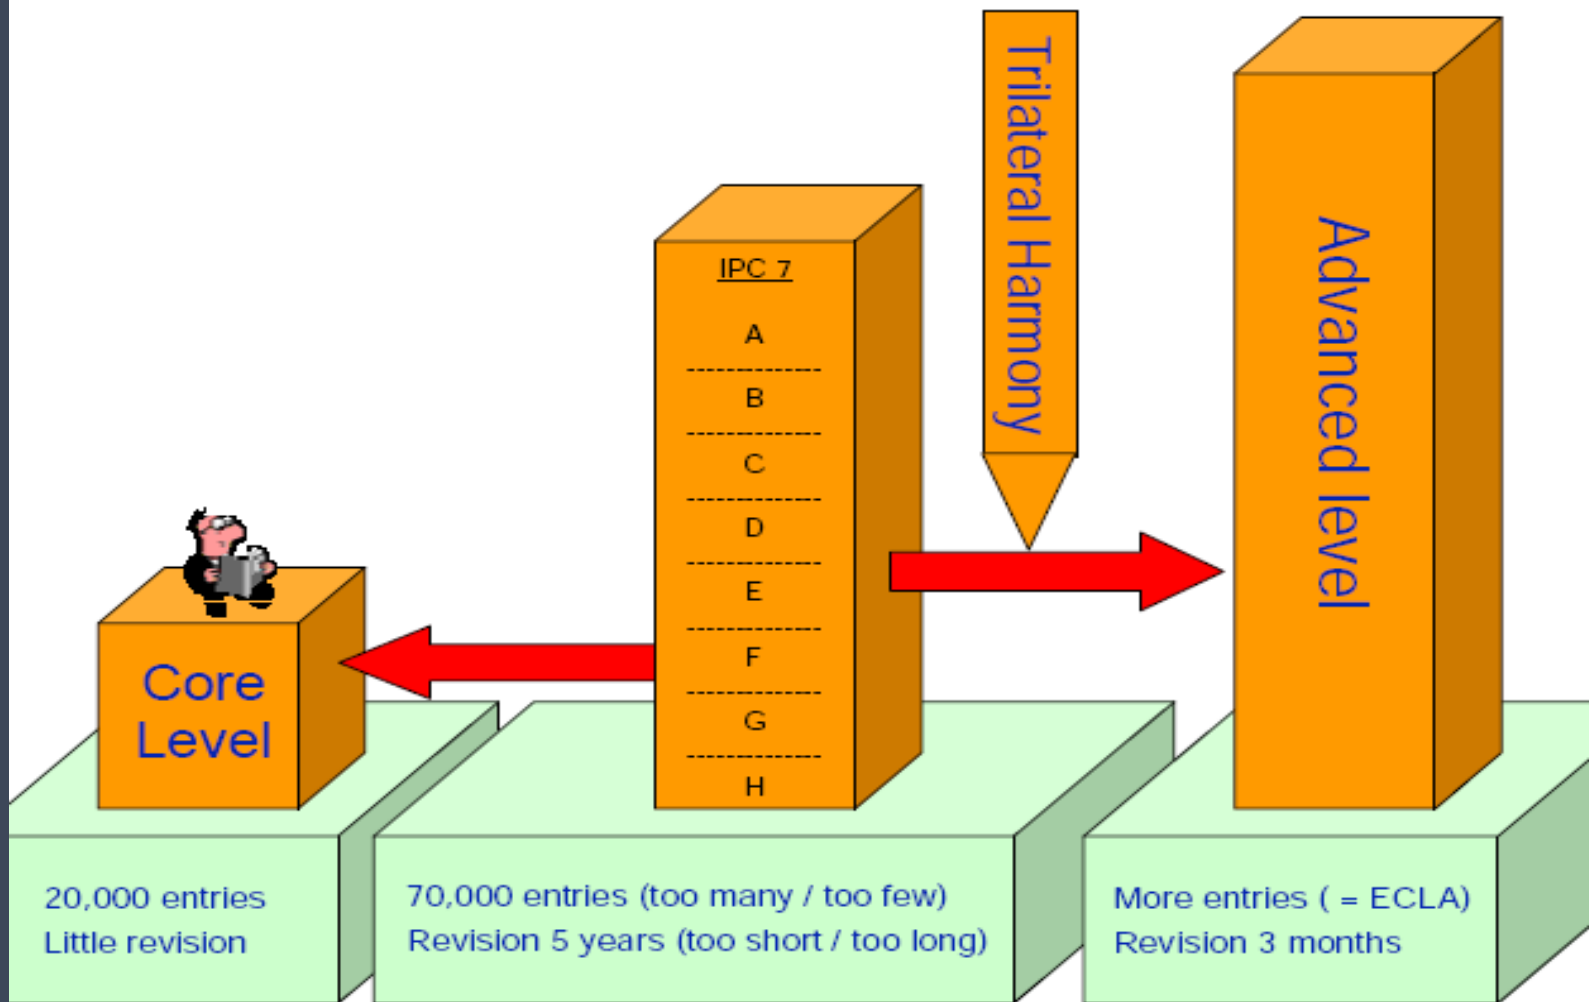 Trilateral Harmony
Advanced level
IPC 7
A
--------------
B
--------------
C
--------------
D
--------------
E
--------------
F
--------------
G
--------------
H
Core
Level
20,000 entries
Little revision
70,000 entries (too many / too few)
Revision 5 years (too short / too long)
More entries ( = ECLA)
Revision 3 months